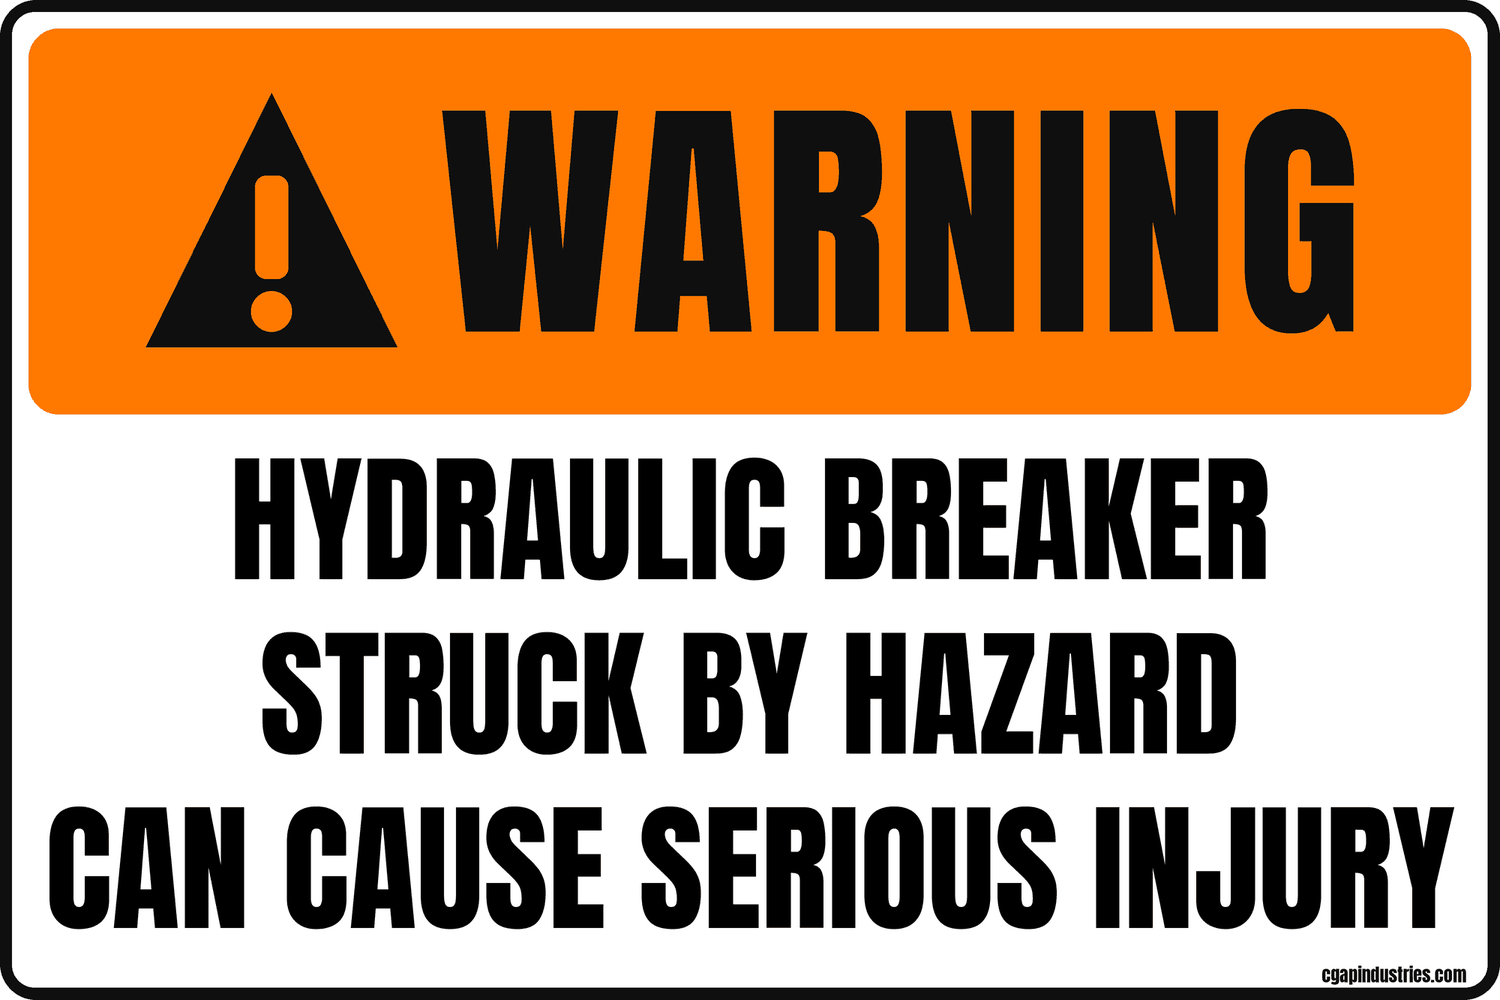 WARNING
HYDRAULIC BREAKER
STRUCK BY HAZARD
CAN CAUSE SERIOUS INJURY
cgapindustries.com